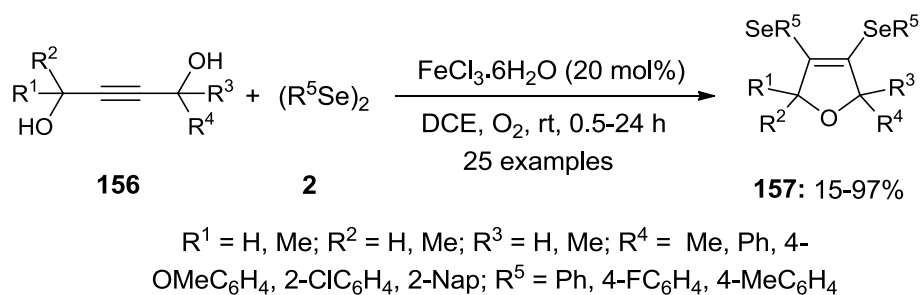 SeR⁵ SeR⁵
R² OH
R¹ R³ + (R⁵Se)₂ FeCl₃.6H₂O (20 mol%) R¹ R³
HO R⁴ DCE, O₂, rt, 0.5-24 h R² O R⁴
25 examples
156 2 157: 15-97%
R¹ = H, Me; R² = H, Me; R³ = H, Me; R⁴ = Me, Ph, 4-
OMeC₆H₄, 2-ClC₆H₄, 2-Nap; R⁵ = Ph, 4-FC₆H₄, 4-MeC₆H₄